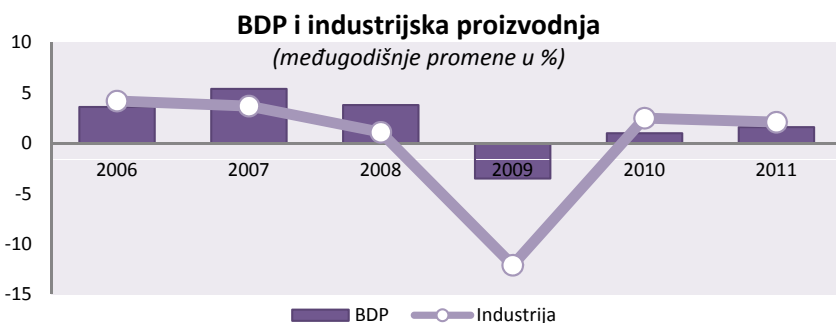 BDP i industrijska proizvodnja
(međugodišnje promene u %)
10
5
0
-5
-10
-15
2006 2007 2008 2009 2010 2011
BDP Industrija